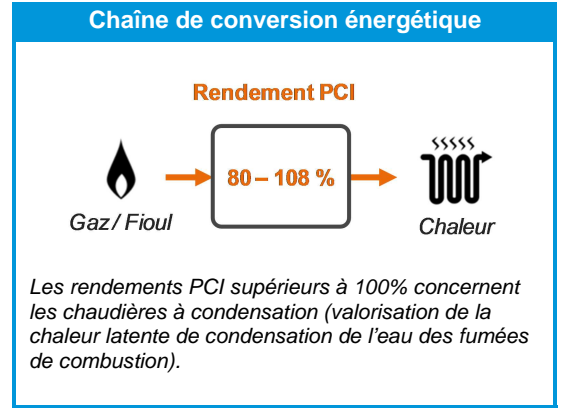 Chaîne de conversion énergétique
Rendement PCI
80 – 108 %
Gaz / Fioul
Chaleur
Les rendements PCI supérieurs à 100% concernent
les chaudières à condensation (valorisation de la
chaleur latente de condensation de l'eau des fumées
de combustion).